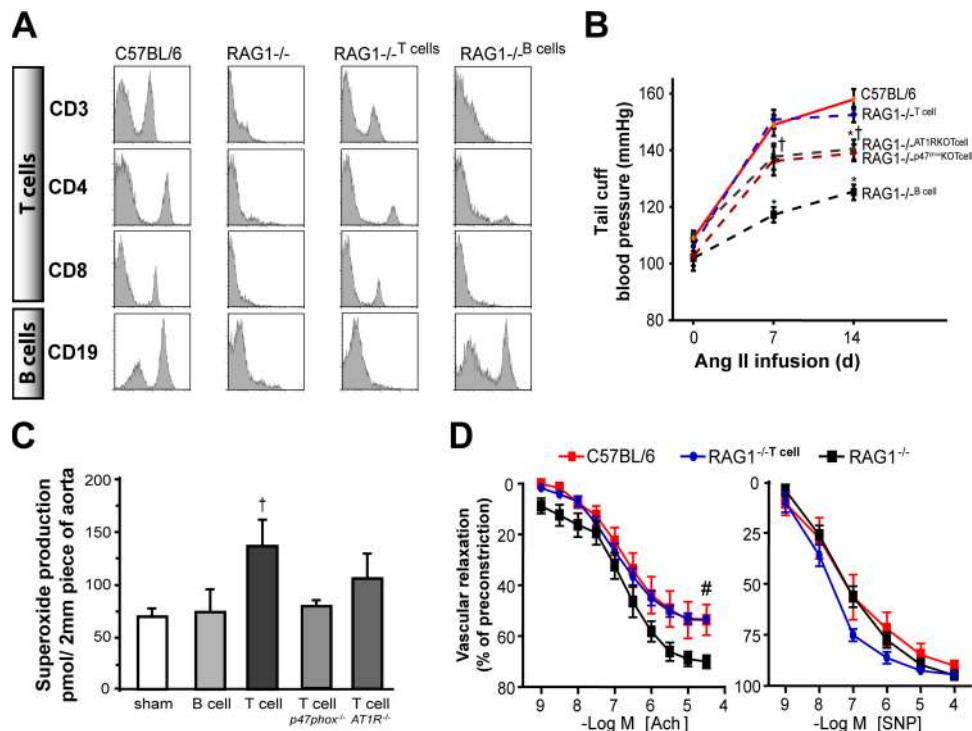 A
C57BL/6 RAG1-/- RAG1-/-T cells RAG1-/-B cells
T cells
CD3
CD4
CD8
B cells
CD19
B
Tail cuff
blood pressure (mmHg)
160
140
120
100
80
0 7 14
Ang II infusion (d)
C57BL/6
RAG1-/-T cell
*†
†
RAG1-/-AT1RKOTcell
RAG1-/-p47phoxKOTcell
*
*
RAG1-/-B cell
C
Superoxide production
pmol/ 2mm piece of aorta
200
150
100
50
0
†
sham B cell T cell T cell T cell
p47phox-/- AT1R-/-
D
C57BL/6 RAG1-/-T cell RAG1-/-
Vascular relaxation
(% of preconstriction)
0
20
40
60
80
#
9 8 7 6 5 4
-Log M [Ach]
0
25
50
75
100
9 8 7 6 5 4
-Log M [SNP]